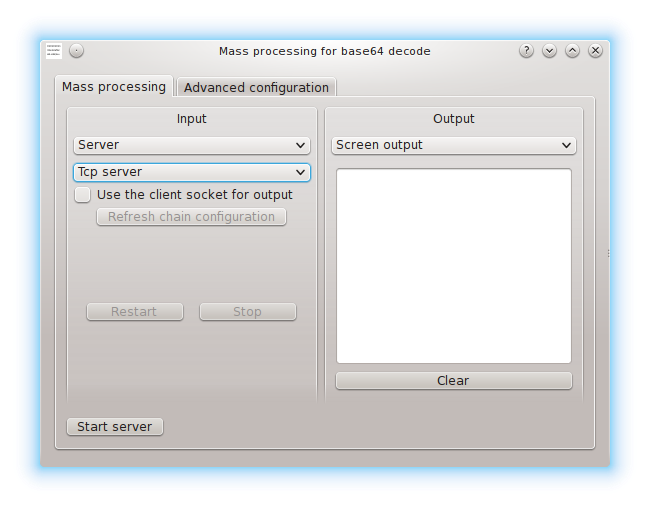 Mass processing for base64 decode
Mass processing
Advanced configuration
Input
Output
Server
Screen output
Tcp server
Use the client socket for output
Refresh chain configuration
Restart
Stop
Clear
Start server